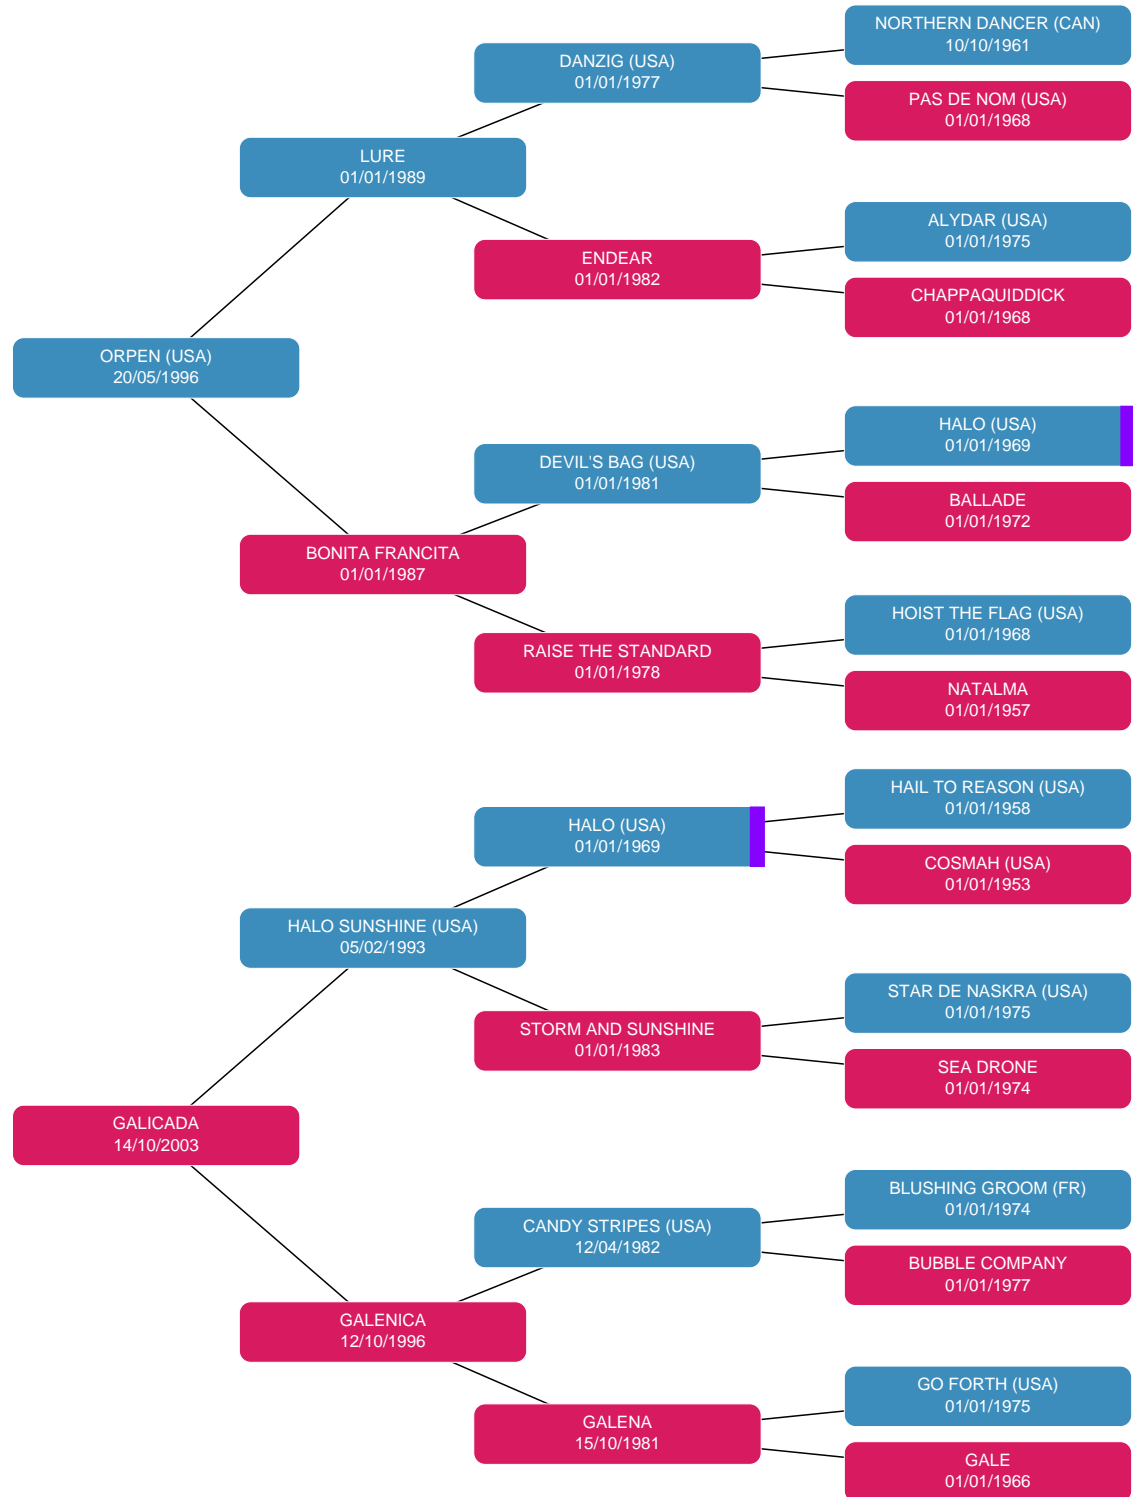 NORTHERN DANCER (CAN)
10/10/1961
DANZIG (USA)
01/01/1977
PAS DE NOM (USA)
01/01/1968
LURE
01/01/1989
ALYDAR (USA)
01/01/1975
ENDEAR
01/01/1982
CHAPPAQUIDDICK
01/01/1968
ORPEN (USA)
20/05/1996
HALO (USA)
01/01/1969
DEVIL'S BAG (USA)
01/01/1981
BALLADE
01/01/1972
BONITA FRANCITA
01/01/1987
HOIST THE FLAG (USA)
01/01/1968
RAISE THE STANDARD
01/01/1978
NATALMA
01/01/1957
HAIL TO REASON (USA)
01/01/1958
HALO (USA)
01/01/1969
COSMAH (USA)
01/01/1953
HALO SUNSHINE (USA)
05/02/1993
STAR DE NASKRA (USA)
01/01/1975
STORM AND SUNSHINE
01/01/1983
SEA DRONE
01/01/1974
GALICADA
14/10/2003
BLUSHING GROOM (FR)
01/01/1974
CANDY STRIPES (USA)
12/04/1982
BUBBLE COMPANY
01/01/1977
GALENICA
12/10/1996
GO FORTH (USA)
01/01/1975
GALENA
15/10/1981
GALE
01/01/1966